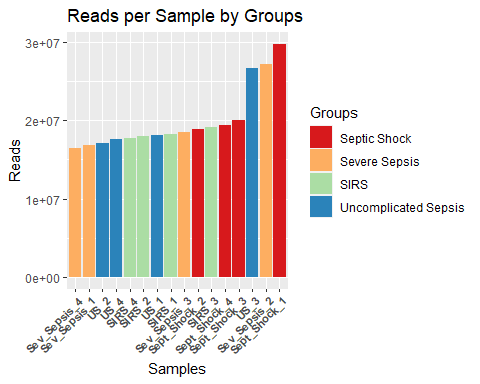 Reads per Sample by Groups
3e+07
2e+07
1e+07
0e+00
Reads
Sev_Sepsis_4
Sev_Sepsis_1
US_2
US_4
SIRS_4
SIRS_2
US_1
SIRS_1
Sev_Sepsis_3
Sept_Shock_2
SIRS_3
Sept_Shock_4
Sept_Shock_3
US_3
Sev_Sepsis_2
Sept_Shock_1
Samples
Groups
Septic Shock
Severe Sepsis
SIRS
Uncomplicated Sepsis